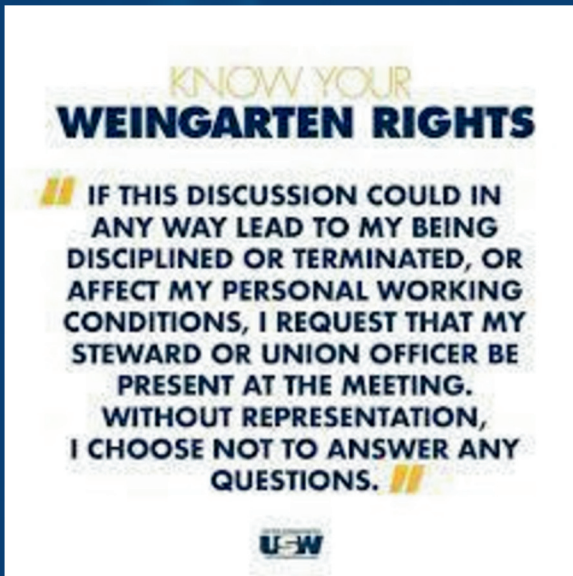 KNOW YOUR
WEINGARTEN RIGHTS
" IF THIS DISCUSSION COULD IN
ANY WAY LEAD TO MY BEING
DISCIPLINED OR TERMINATED, OR
AFFECT MY PERSONAL WORKING
CONDITIONS, I REQUEST THAT MY
STEWARD OR UNION OFFICER BE
PRESENT AT THE MEETING.
WITHOUT REPRESENTATION,
I CHOOSE NOT TO ANSWER ANY
QUESTIONS. "
USW